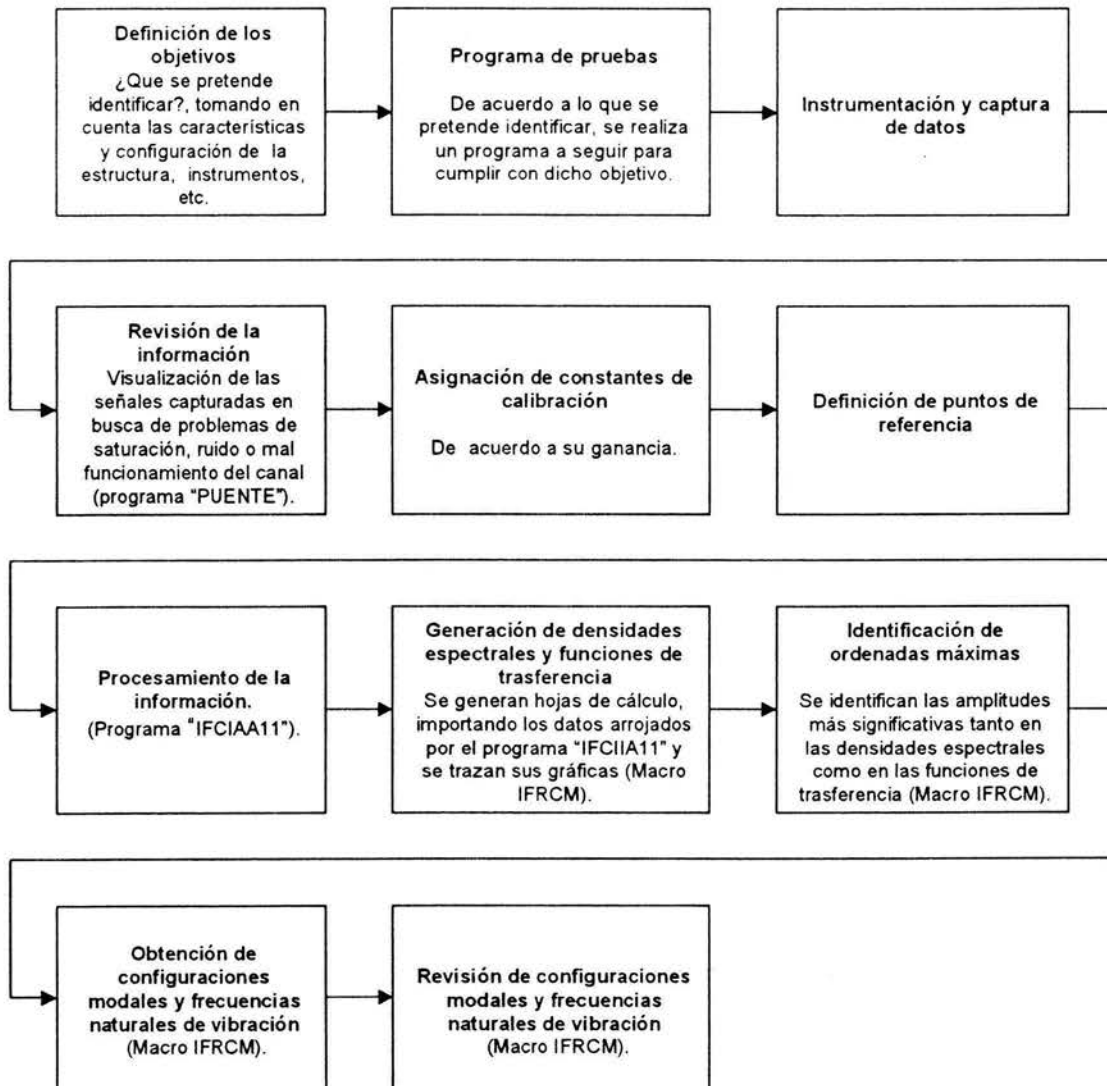 Definición de los
objetivos
¿Que se pretende
identificar?, tomando en
cuenta las características
y configuración de la
estructura, instrumentos,
etc.
Programa de pruebas
De acuerdo a lo que se
pretende identificar, se realiza
un programa a seguir para
cumplir con dicho objetivo.
Instrumentación y captura
de datos
Revisión de la
información
Visualización de las
señales capturadas en
busca de problemas de
saturación, ruido o mal
funcionamiento del canal
(programa "PUENTE").
Asignación de constantes de
calibración
De acuerdo a su ganancia.
Definición de puntos de
referencia
Procesamiento de la
información.
(Programa "IFCIAA11").
Generación de densidades
espectrales y funciones de
trasferencia
Se generan hojas de cálculo,
importando los datos arrojados
por el programa "IFCIIA11" y
se trazan sus gráficas (Macro
IFRCM).
Identificación de
ordenadas máximas
Se identifican las amplitudes
más significativas tanto en
las densidades espectrales
como en las funciones de
trasferencia (Macro IFRCM).
Obtención de
configuraciones
modales y frecuencias
naturales de vibración
(Macro IFRCM).
Revisión de configuraciones
modales y frecuencias
naturales de vibración
(Macro IFRCM).